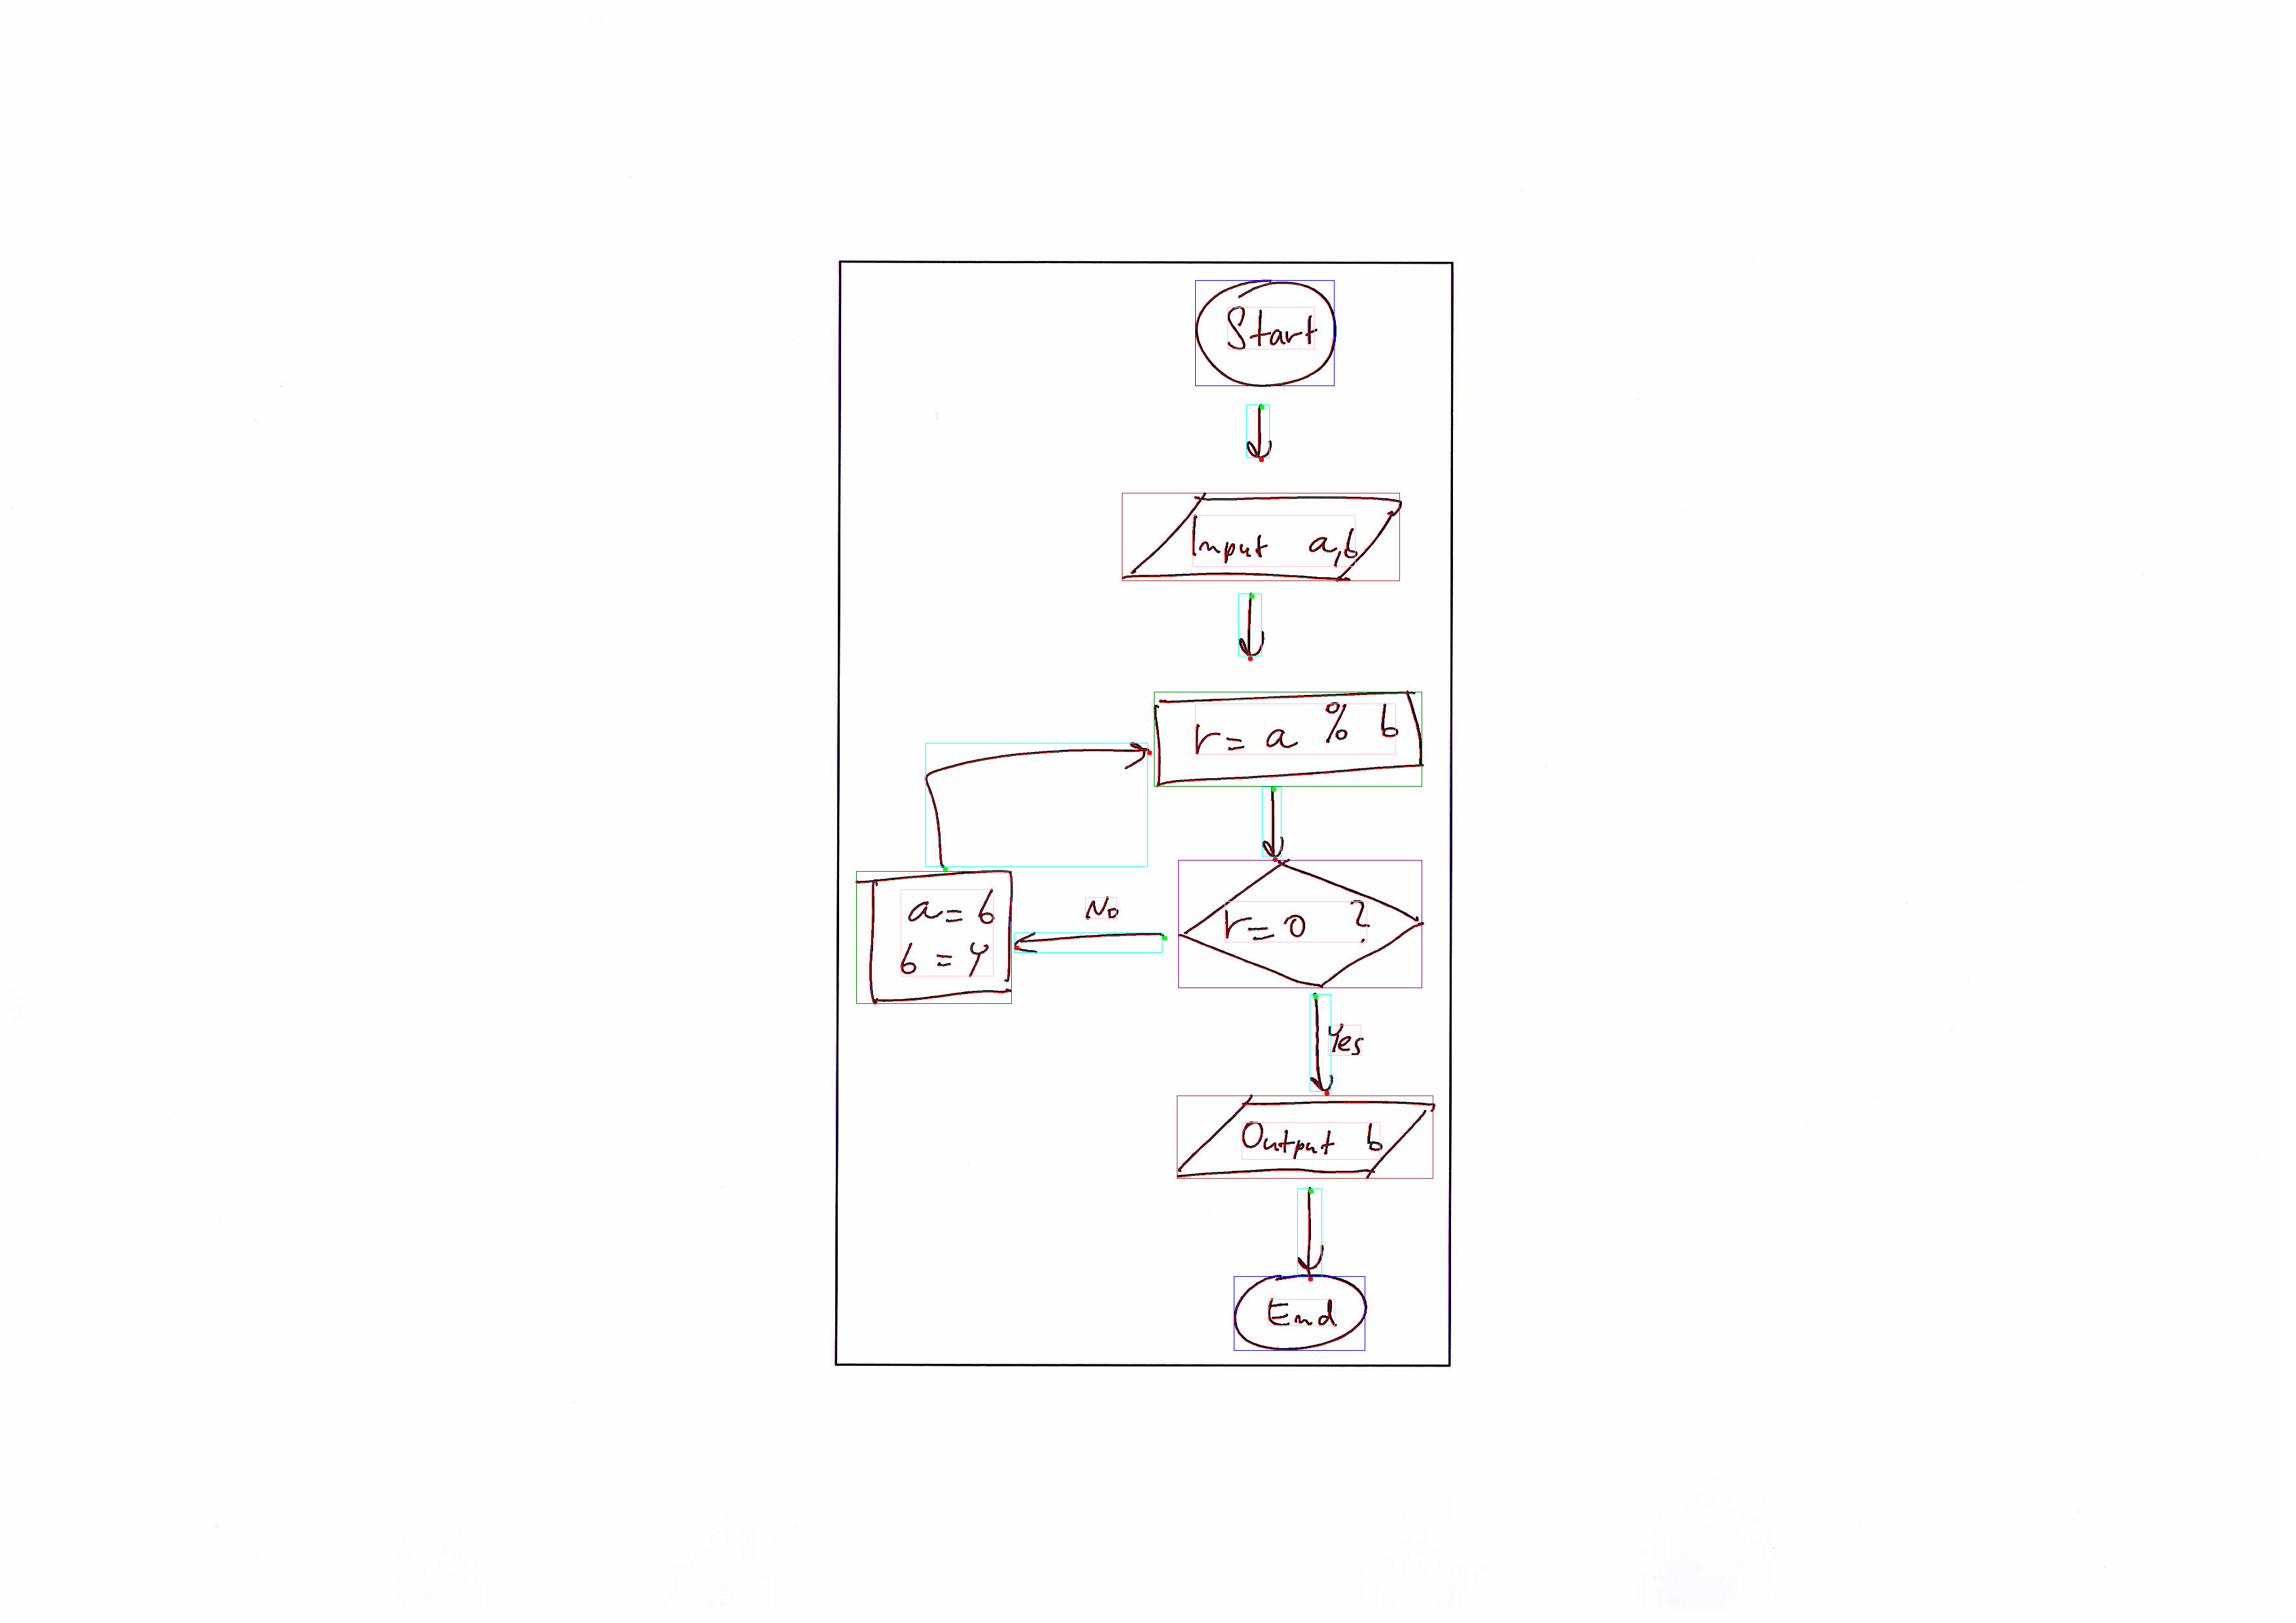 Start
Input a,b
r= a % b
r=0 ?
No
a=b
b =
Yes
Output b
End